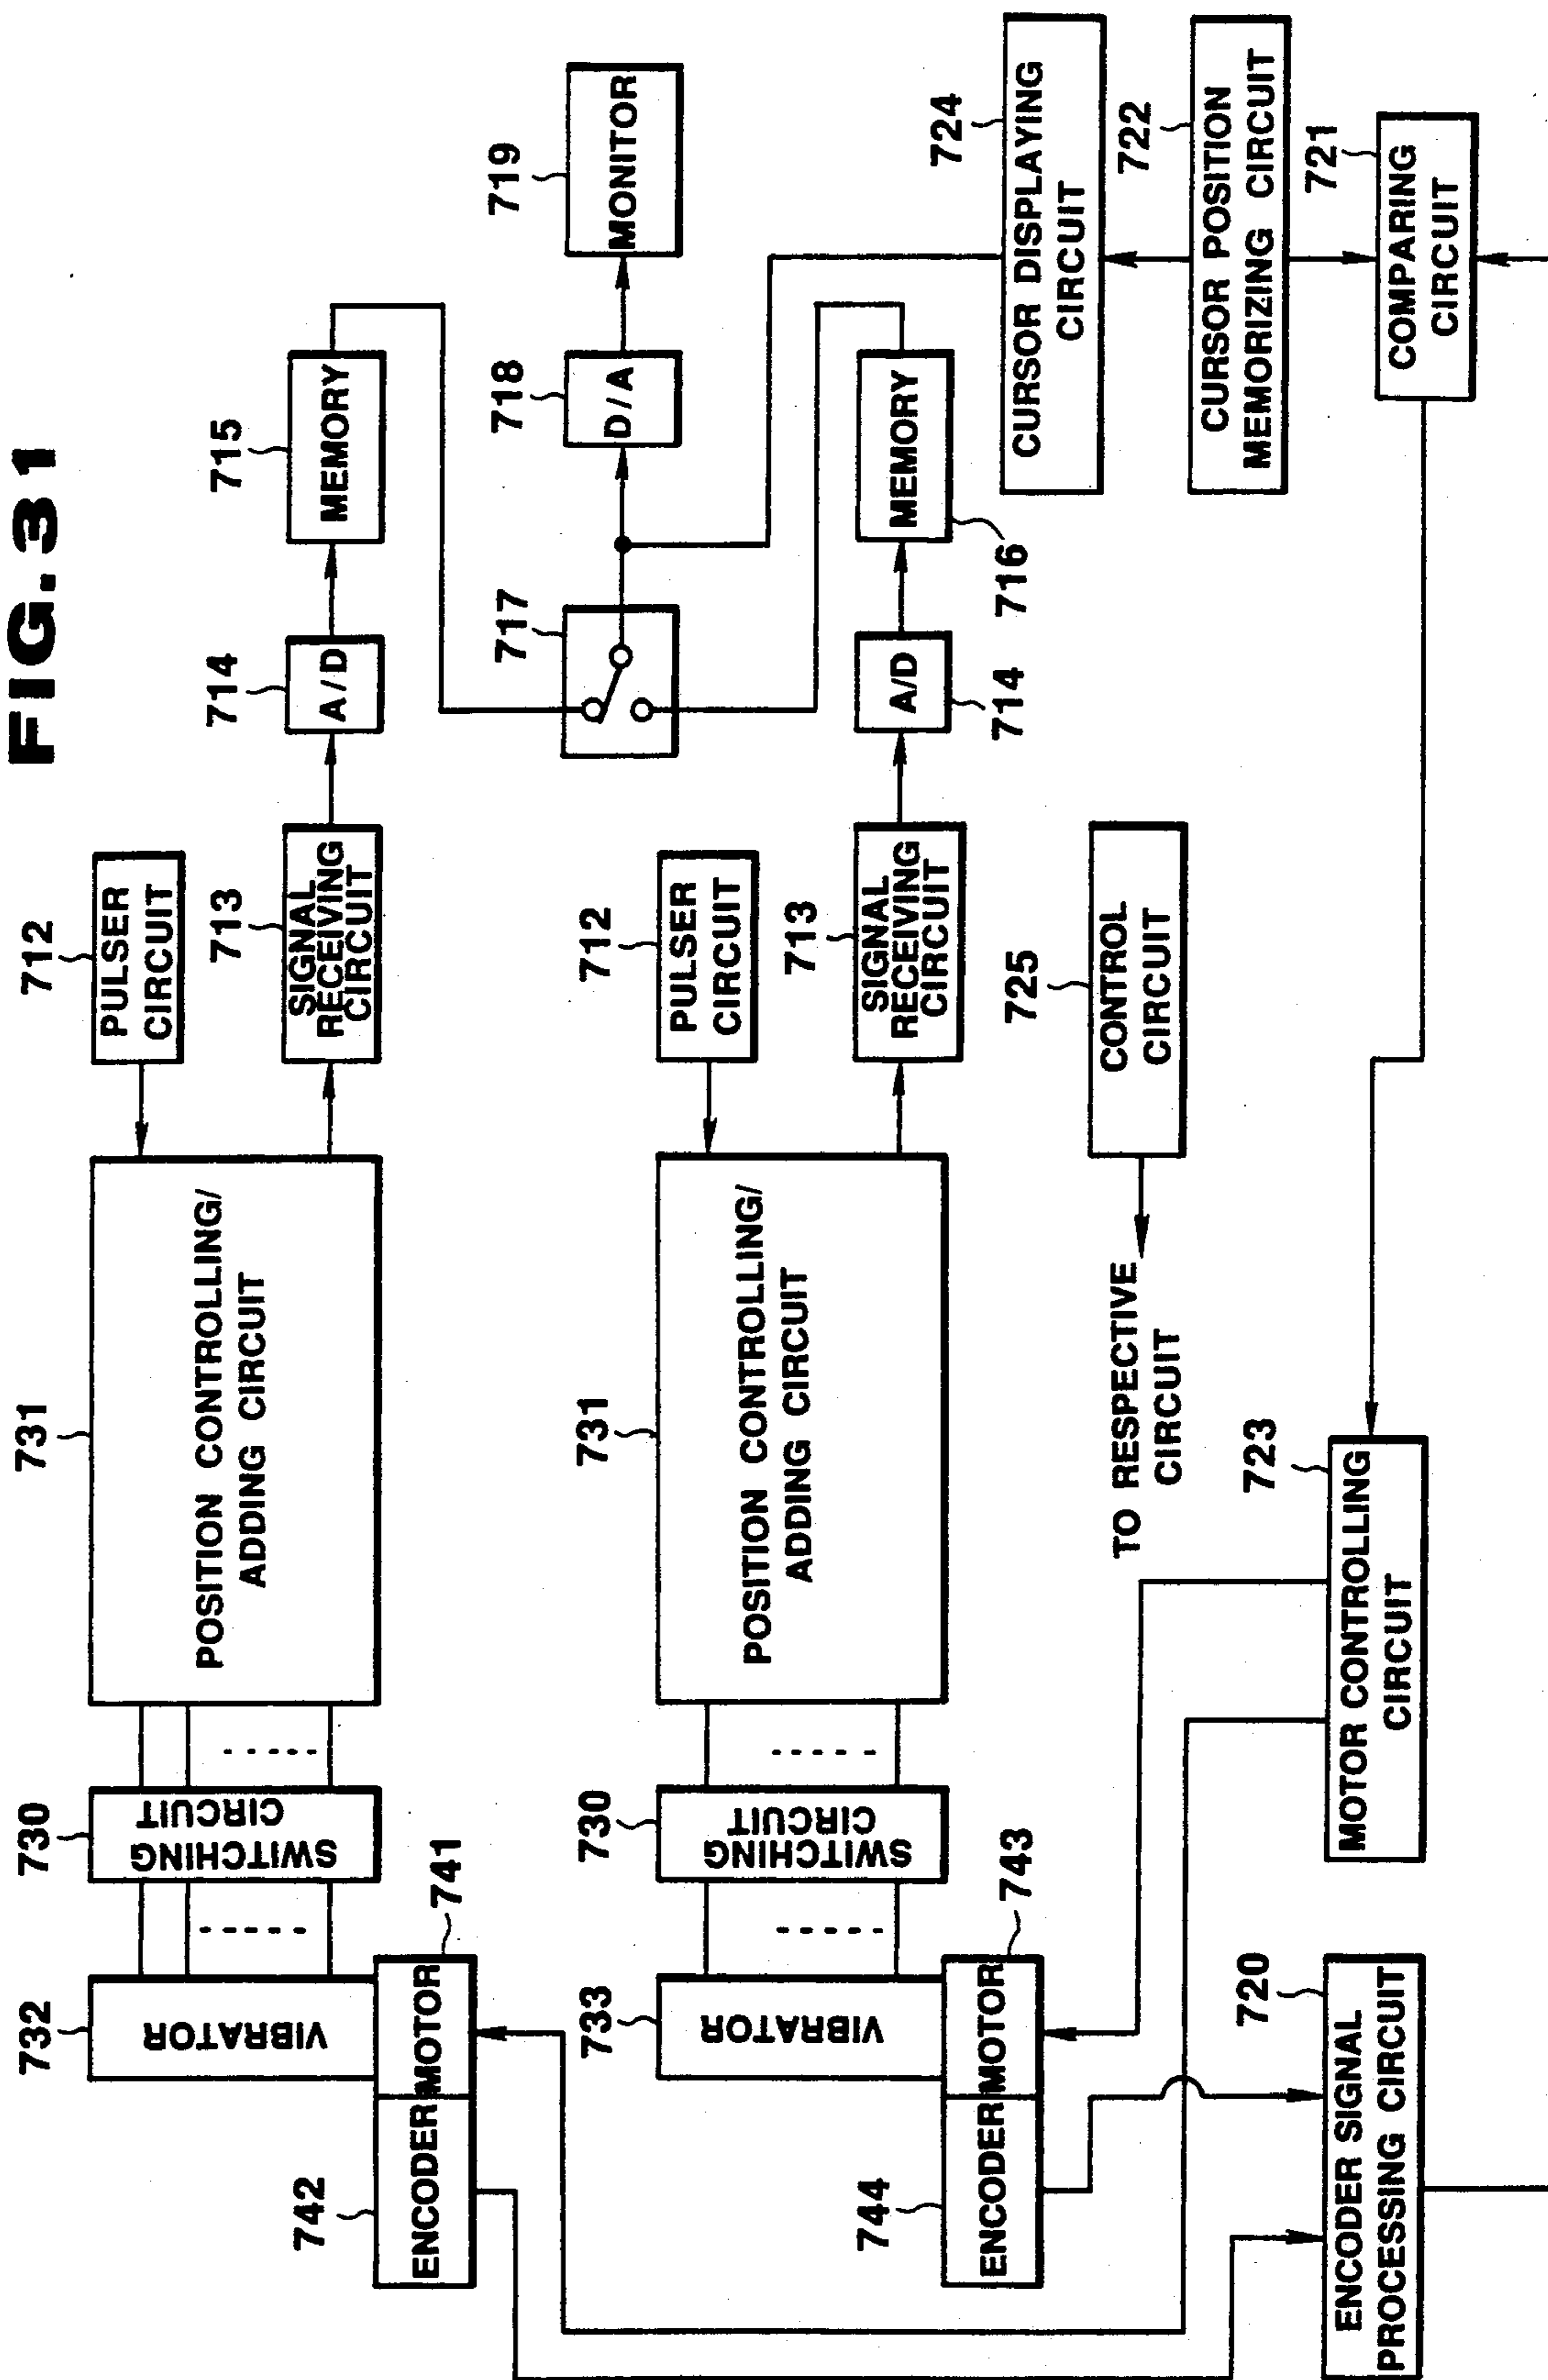 FIG.31
712
PULSER
CIRCUIT
731
POSITION CONTROLLING/
ADDING CIRCUIT
730
SWITCHING
CIRCUIT
732
VIBRATOR
741
MOTOR
742
ENCODER
713
SIGNAL
RECEIVING
CIRCUIT
714
A/D
715
MEMORY
717
718
D/A
719
MONITOR
712
PULSER
CIRCUIT
731
POSITION CONTROLLING/
ADDING CIRCUIT
730
SWITCHING
CIRCUIT
733
VIBRATOR
743
MOTOR
744
ENCODER
713
SIGNAL
RECEIVING
CIRCUIT
714
A/D
716
MEMORY
724
CURSOR DISPLAYING
CIRCUIT
722
CURSOR POSITION
MEMORIZING CIRCUIT
721
COMPARING
CIRCUIT
725
CONTROL
CIRCUIT
TO RESPECTIVE
CIRCUIT
723
MOTOR CONTROLLING
CIRCUIT
720
ENCODER SIGNAL
PROCESSING CIRCUIT